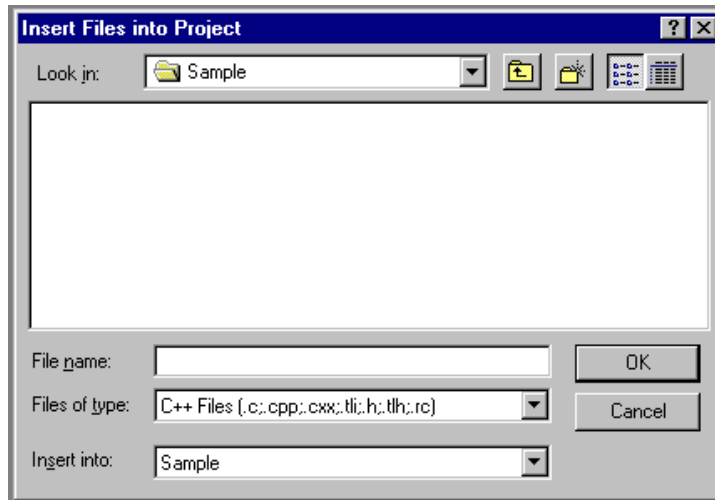 Insert Files into Project
Look in: Sample
File name:
OK
Files of type: C++ Files (.c;.cpp;.cxx;.tli;.h;.tlh;.rc)
Cancel
Insert into: Sample